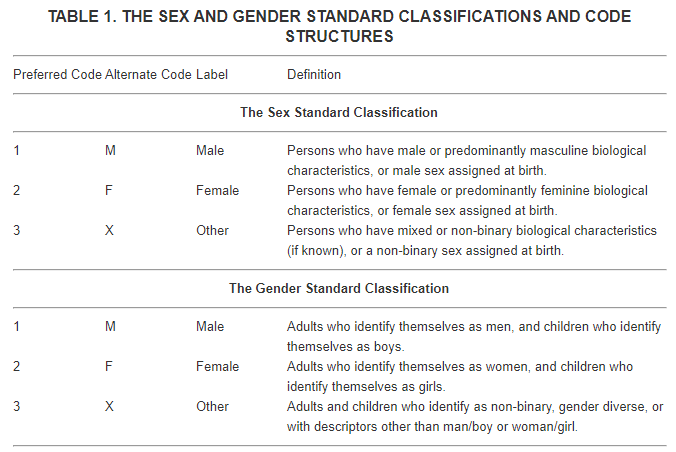 TABLE 1. THE SEX AND GENDER STANDARD CLASSIFICATIONS AND CODE
STRUCTURES
Preferred Code Alternate Code Label Definition
The Sex Standard Classification
1 M Male Persons who have male or predominantly masculine biological
characteristics, or male sex assigned at birth.
2 F Female Persons who have female or predominantly feminine biological
characteristics, or female sex assigned at birth.
3 X Other Persons who have mixed or non-binary biological characteristics
(if known), or a non-binary sex assigned at birth.
The Gender Standard Classification
1 M Male Adults who identify themselves as men, and children who identify
themselves as boys.
2 F Female Adults who identify themselves as women, and children who
identify themselves as girls.
3 X Other Adults and children who identify as non-binary, gender diverse, or
with descriptors other than man/boy or woman/girl.